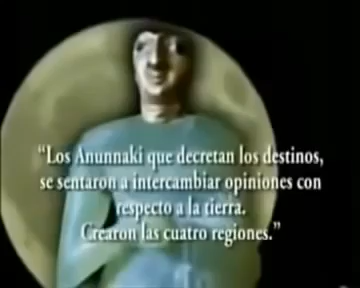 “Los Anunnaki que decretan los destinos,
se sentaron a intercambiar opiniones con
respecto a la tierra.
Crearon las cuatro regiones.”